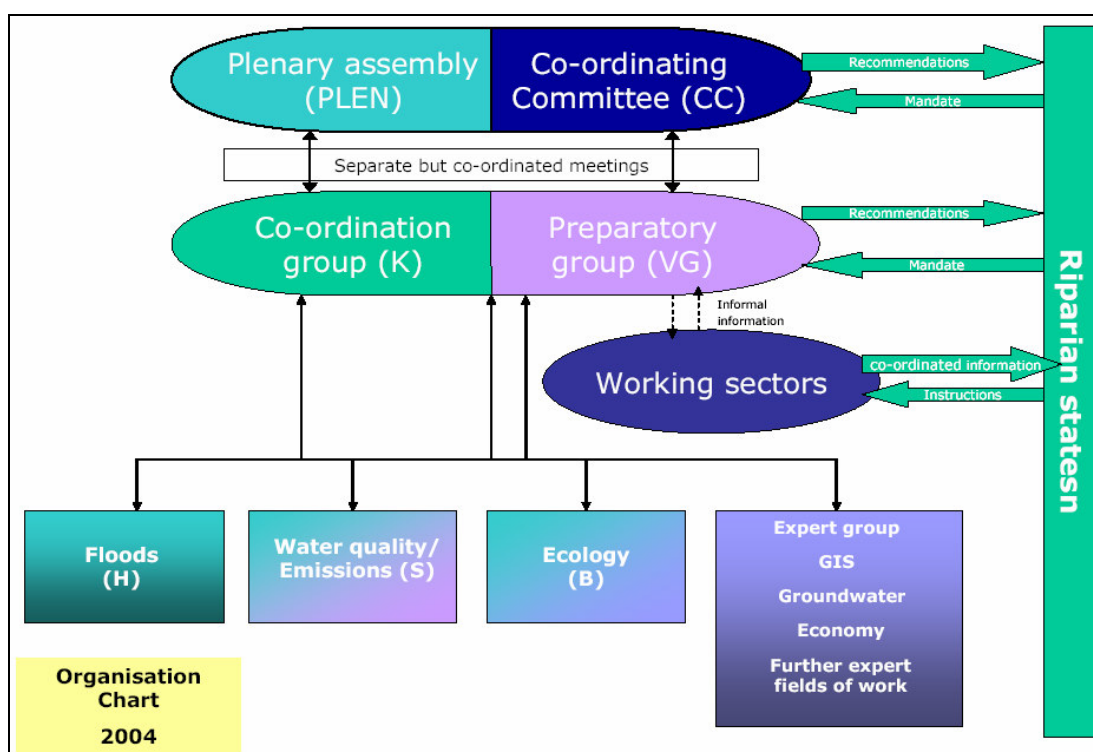 Plenary assembly
(PLEN)
Co-ordinating
Committee (CC)
Recommendations
Mandate
Separate but co-ordinated meetings
Co-ordination
group (K)
Preparatory
group (VG)
Recommendations
Mandate
Informal
information
Working sectors
co-ordinated information
Instructions
Riparian statesn
Floods
(H)
Water quality/
Emissions (S)
Ecology
(B)
Expert group
GIS
Groundwater
Economy
Further expert
fields of work
Organisation
Chart
2004